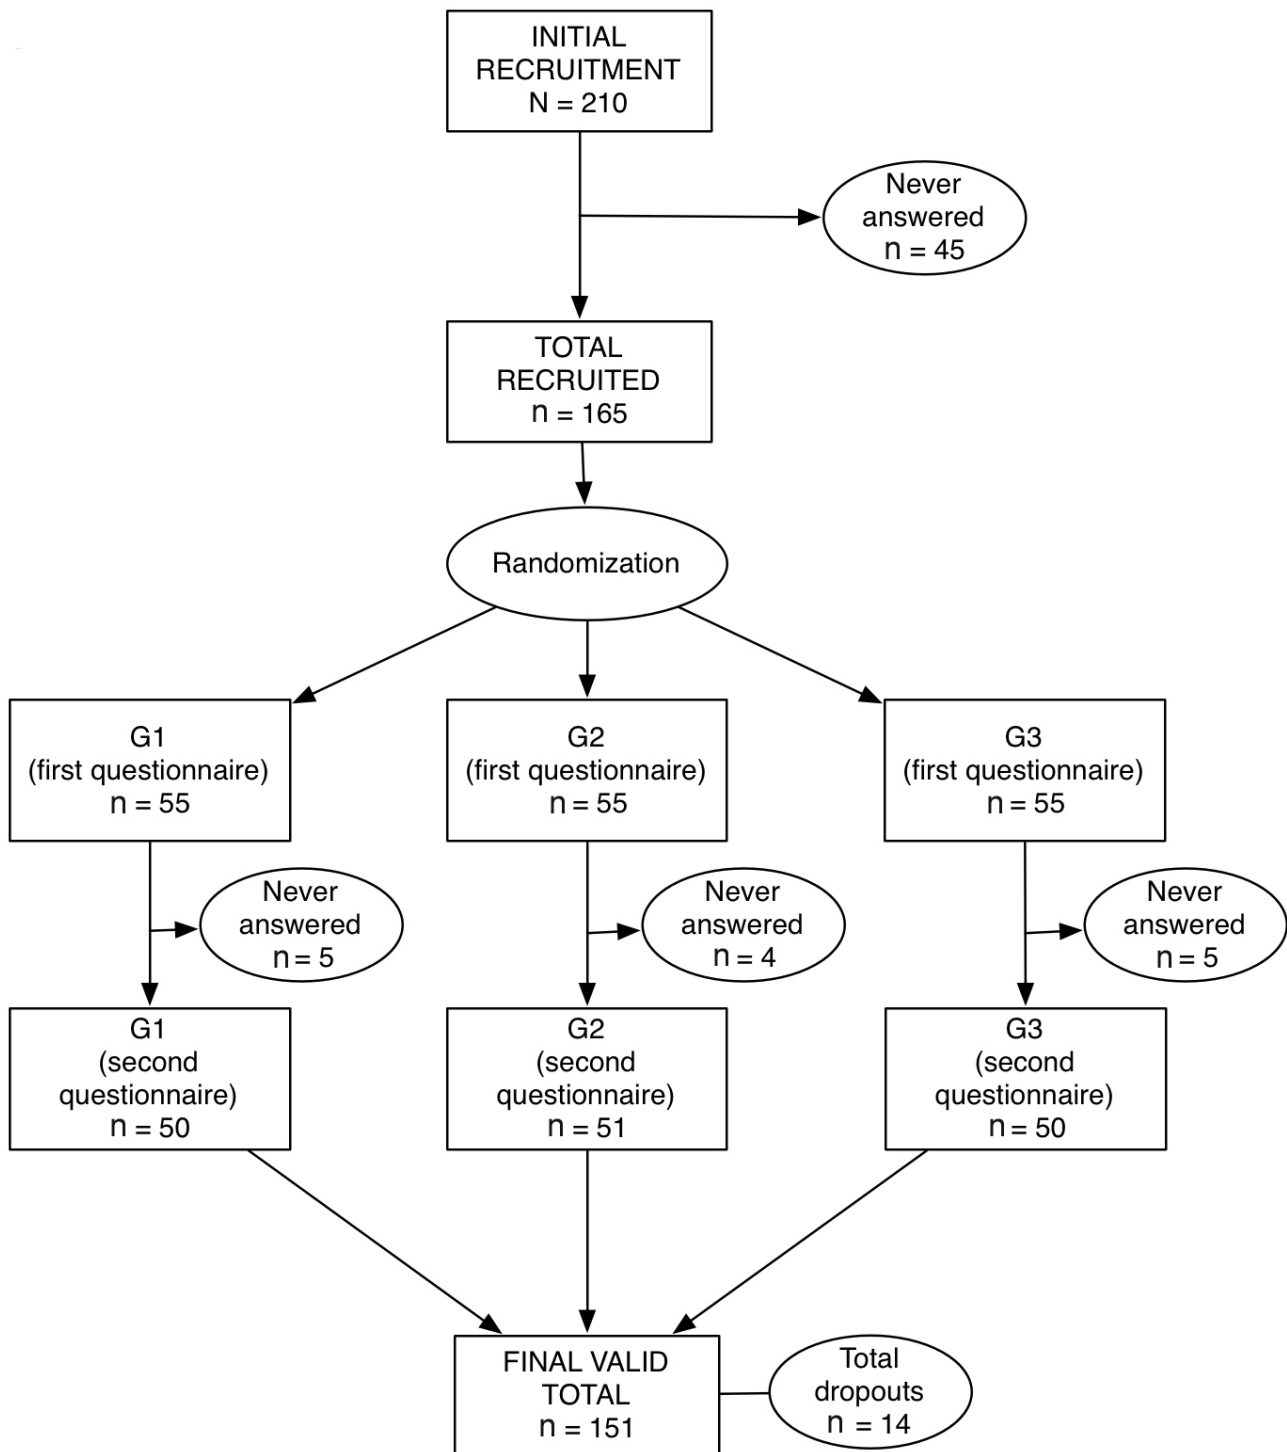 INITIAL
RECRUITMENT
N = 210
Never
answered
n = 45
TOTAL
RECRUITED
n = 165
Randomization
G1
(first questionnaire)
n = 55
G2
(first questionnaire)
n = 55
G3
(first questionnaire)
n = 55
Never
answered
n = 5
Never
answered
n = 4
Never
answered
n = 5
G1
(second
questionnaire)
n = 50
G2
(second
questionnaire)
n = 51
G3
(second
questionnaire)
n = 50
FINAL VALID
TOTAL
n = 151
Total
dropouts
n = 14